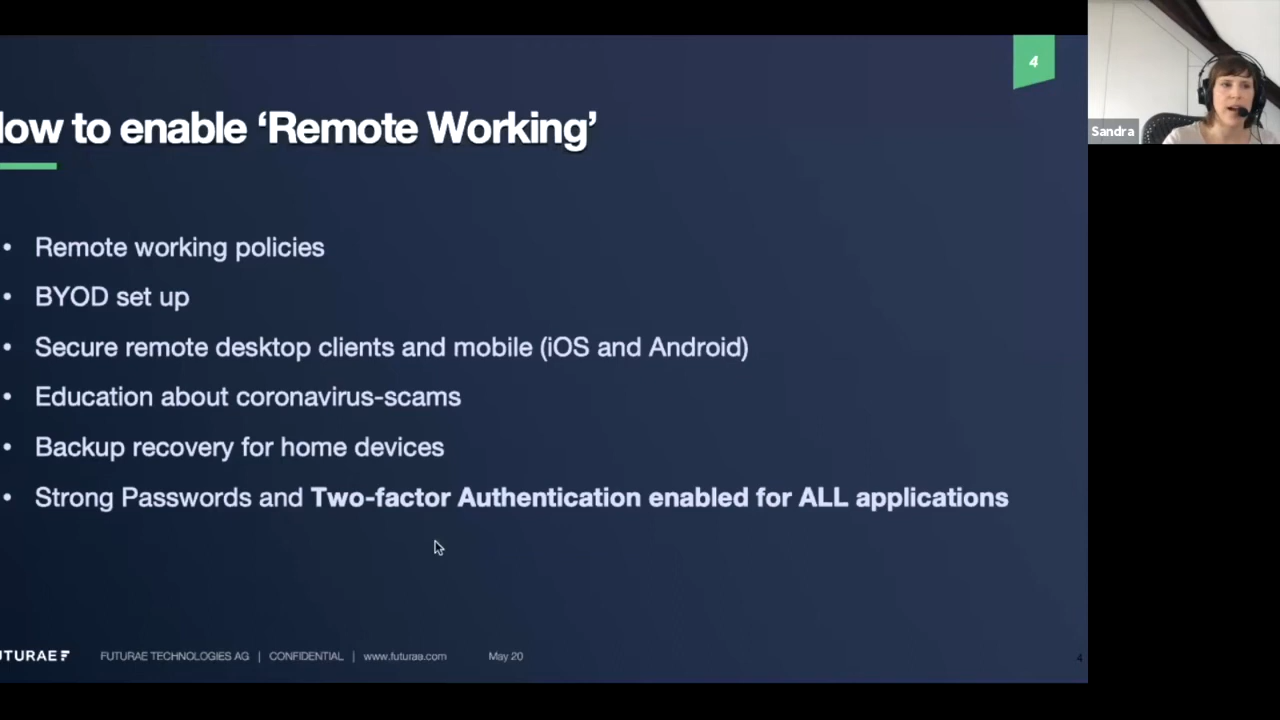 4
low to enable ‘Remote Working’
Sandra
• Remote working policies
• BYOD set up
• Secure remote desktop clients and mobile (iOS and Android)
• Education about coronavirus-scams
• Backup recovery for home devices
• Strong Passwords and Two-factor Authentication enabled for ALL applications
UTURAE FUTURAE TECHNOLOGIES AG | CONFIDENTIAL | www.futurae.com May 20 4